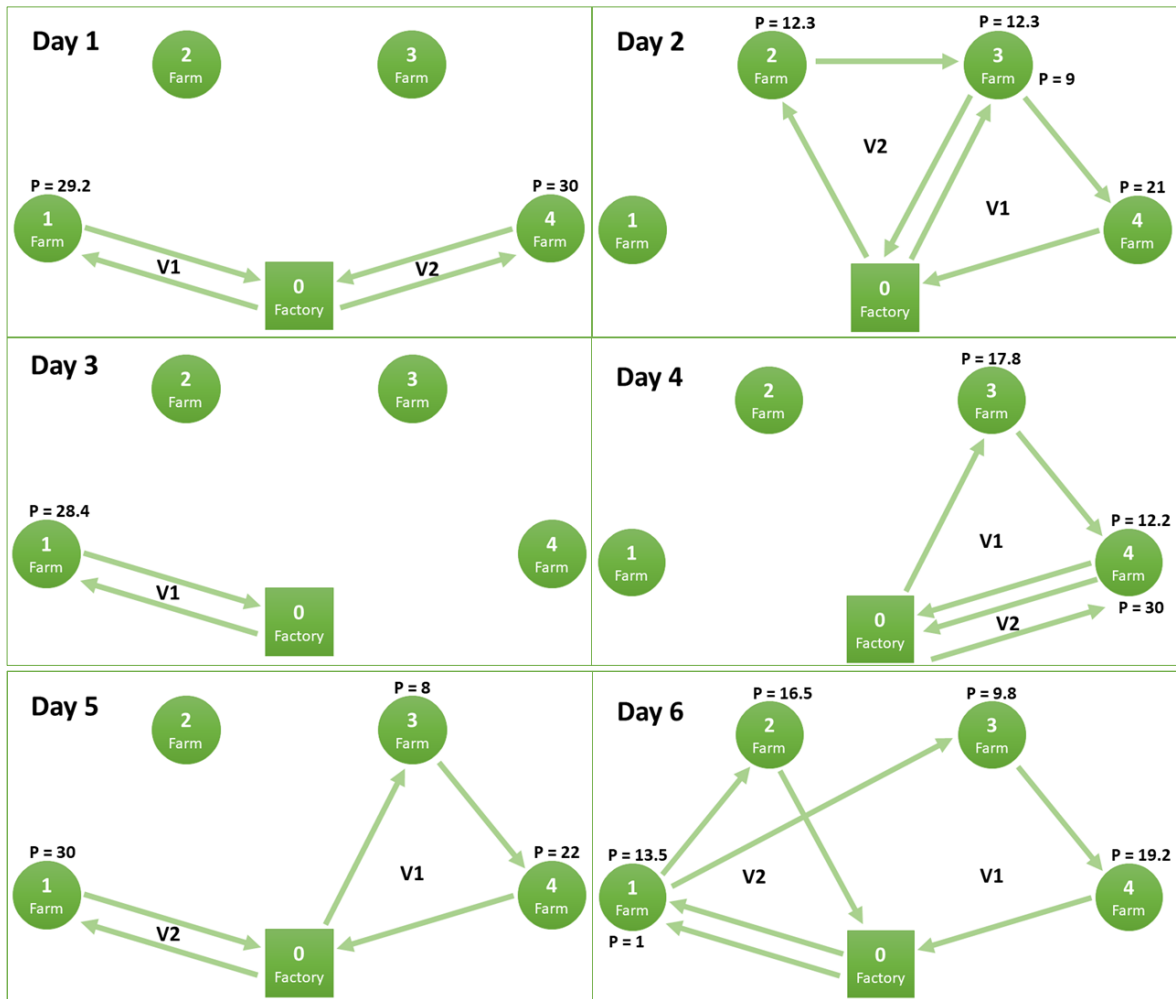 Day 1
2
Farm
3
Farm
P = 29.2
1
Farm
V1
0
Factory
V2
P = 30
4
Farm
Day 2
P = 12.3
2
Farm
P = 12.3
3
Farm
P = 9
V2
V1
P = 21
4
Farm
1
Farm
0
Factory
Day 3
2
Farm
3
Farm
P = 28.4
1
Farm
V1
0
Factory
4
Farm
Day 4
2
Farm
P = 17.8
3
Farm
1
Farm
V1
P = 12.2
4
Farm
P = 30
V2
0
Factory
Day 5
2
Farm
P = 8
3
Farm
P = 30
1
Farm
V2
V1
P = 22
4
Farm
0
Factory
Day 6
P = 16.5
2
Farm
P = 9.8
3
Farm
P = 13.5
1
Farm
P = 1
V2
V1
P = 19.2
4
Farm
0
Factory